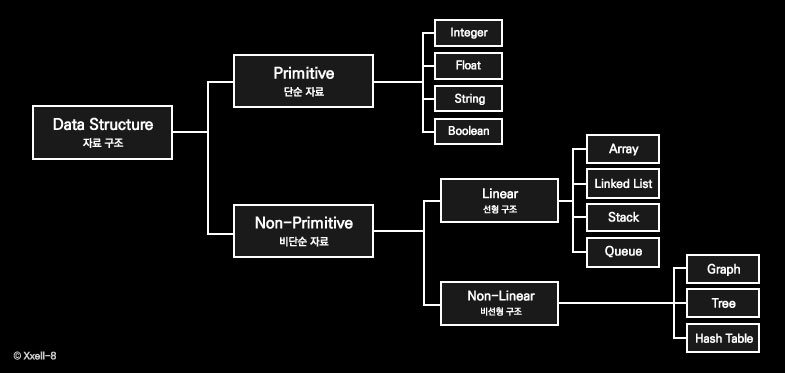 Integer
Float
String
Boolean
Primitive
단순 자료
Data Structure
자료 구조
Non-Primitive
비단순 자료
Linear
선형 구조
Array
Linked List
Stack
Queue
Non-Linear
비선형 구조
Graph
Tree
Hash Table
© Xxell-8